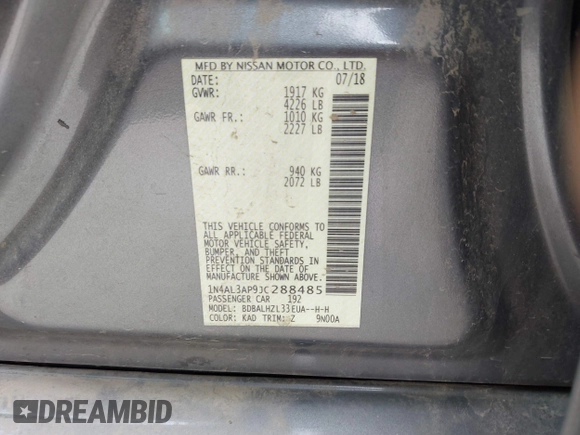 MFD BY NISSAN MOTOR CO., LTD.
DATE: 07/18
GVWR: 1917 KG
4226 LB
GAWR FR.: 1010 KG
2227 LB
GAWR RR.: 940 KG
2072 LB
THIS VEHICLE CONFORMS TO
ALL APPLICABLE FEDERAL
MOTOR VEHICLE SAFETY,
BUMPER, AND THEFT
PREVENTION STANDARDS IN
EFFECT ON THE DATE OF
MANUFACTURE SHOWN ABOVE.
1N4AL3AP9JC288485
PASSENGER CAR 192
MODEL: BDBALHZL33EUA--H-H
COLOR: KAD TRIM: Z 9N00A
DREAMBID